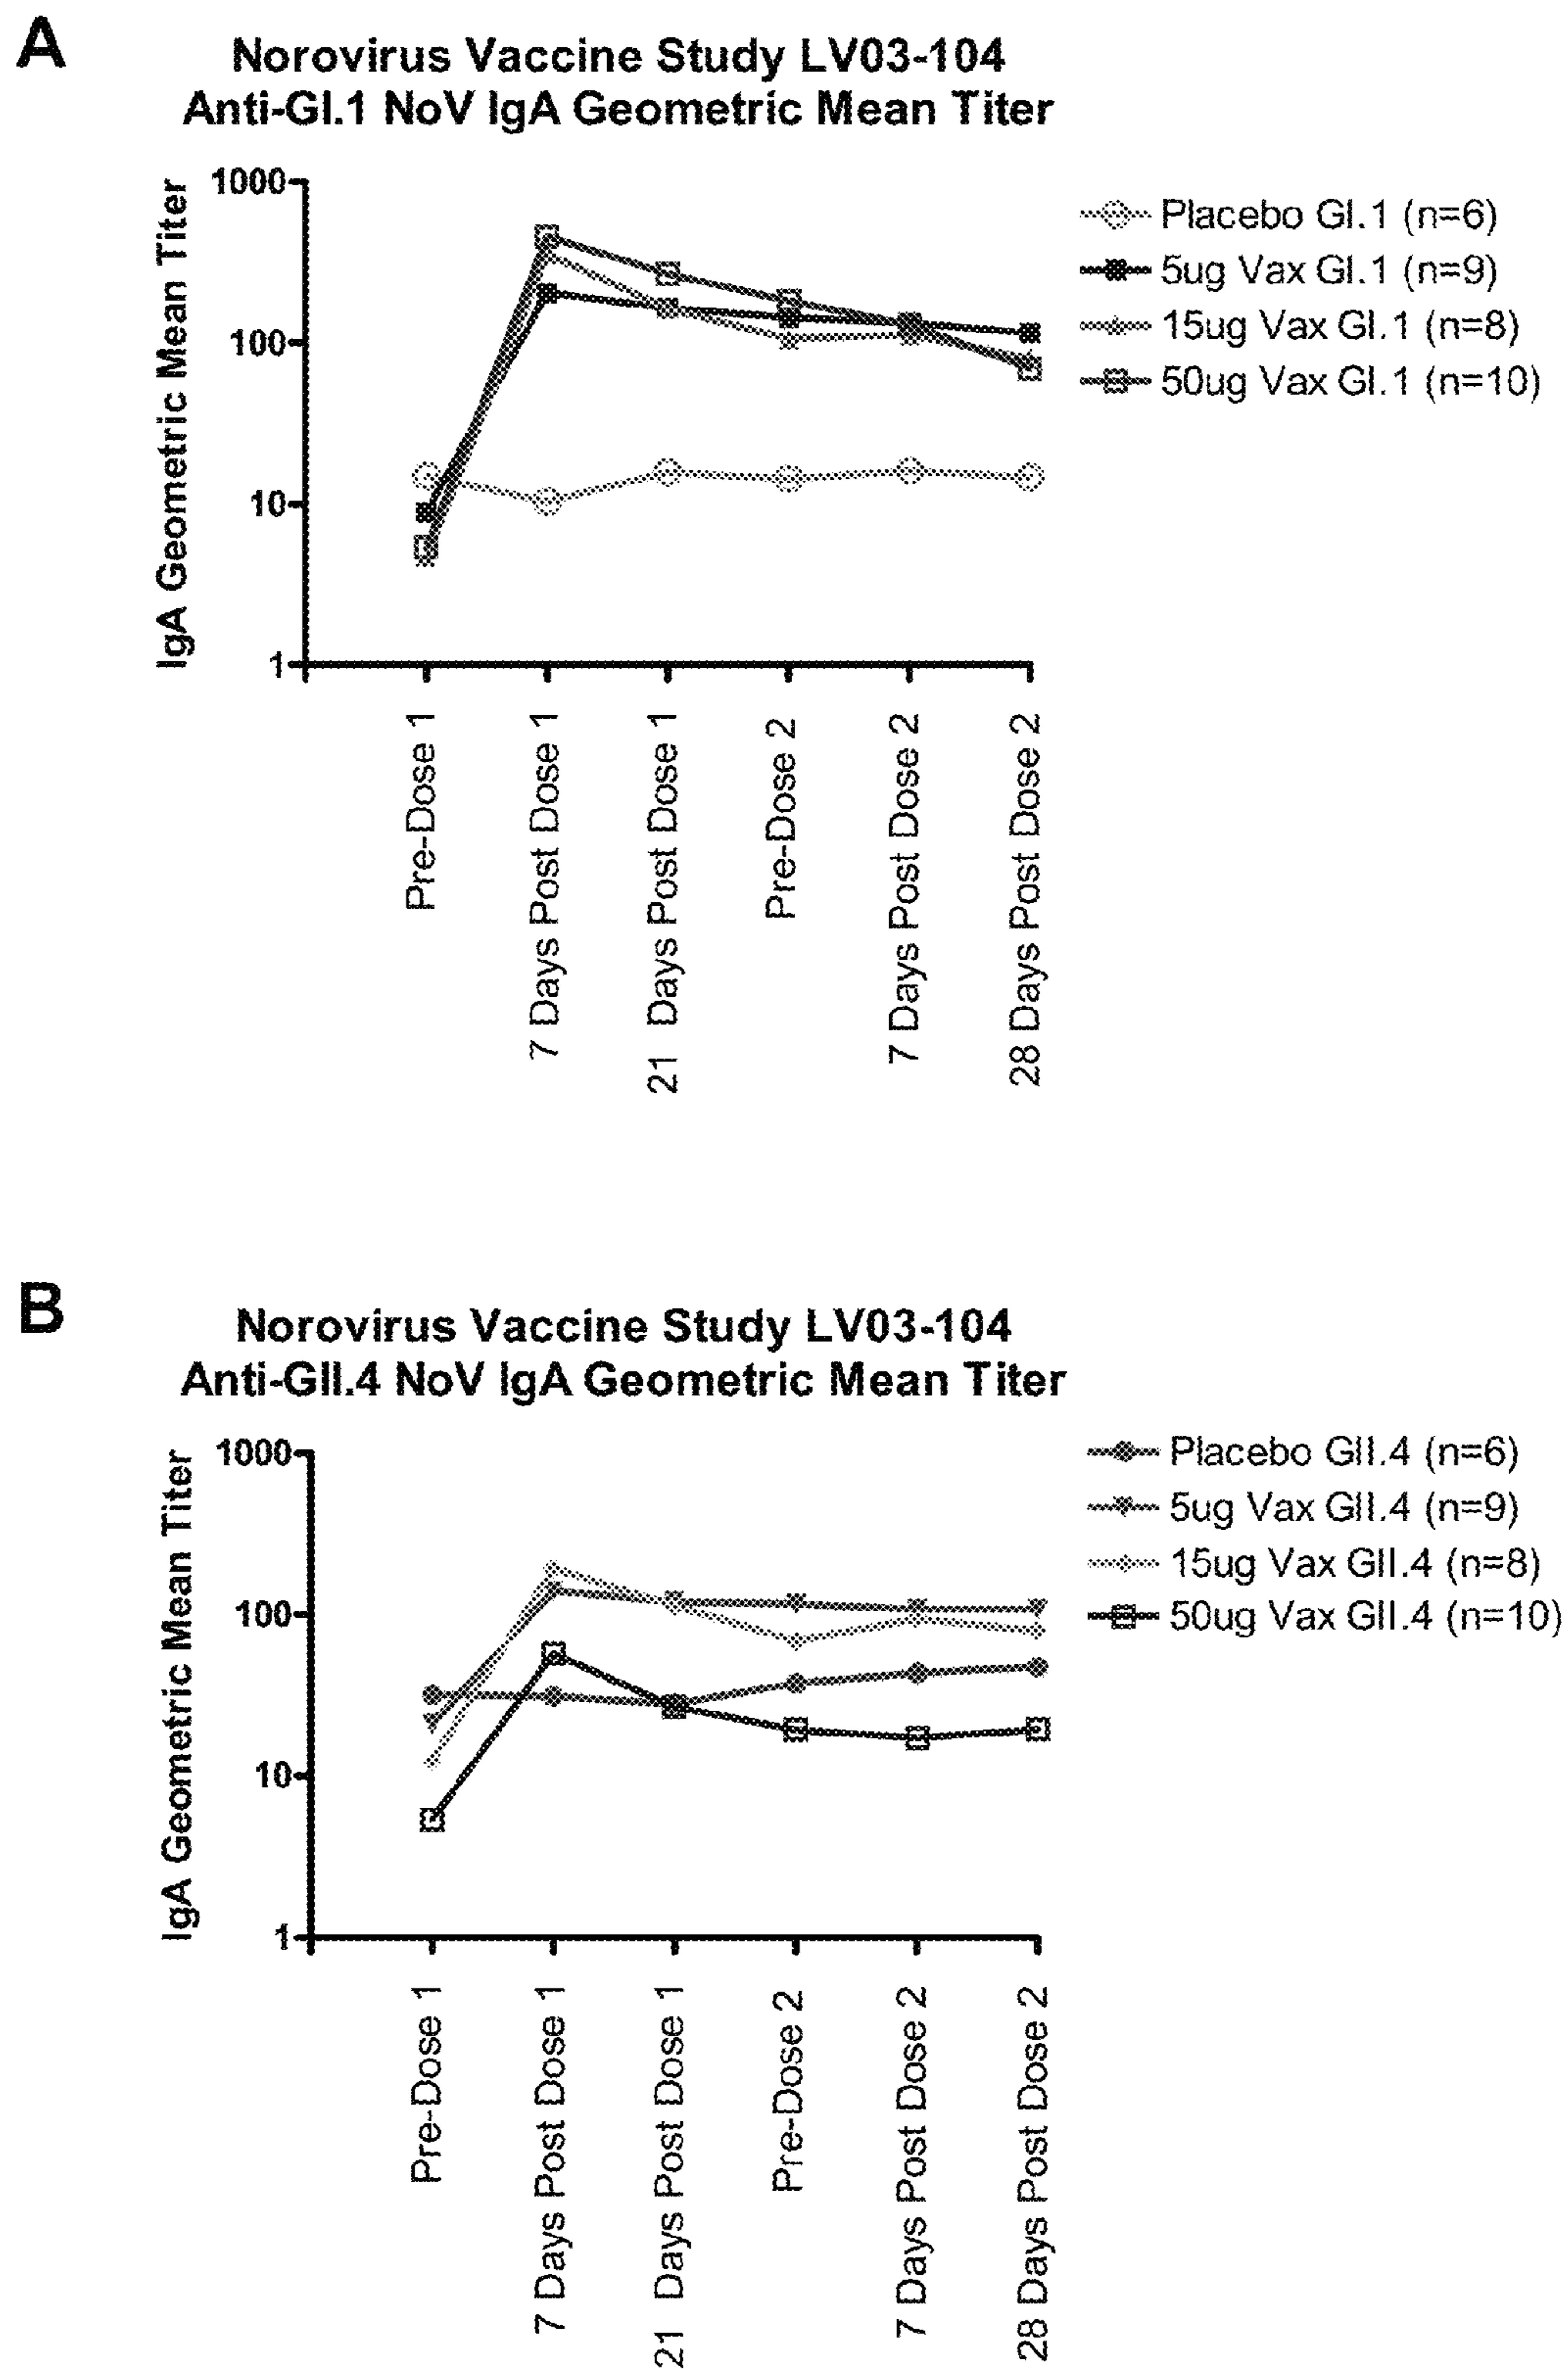 A
Norovirus Vaccine Study LV03-104
Anti-GI.1 NoV IgA Geometric Mean Titer
IgA Geometric Mean Titer
1000
100
10
1
Placebo GI.1 (n=6)
5ug Vax GI.1 (n=9)
15ug Vax GI.1 (n=8)
50ug Vax GI.1 (n=10)
Pre-Dose 1
7 Days Post Dose 1
21 Days Post Dose 1
Pre-Dose 2
7 Days Post Dose 2
28 Days Post Dose 2
B
Norovirus Vaccine Study LV03-104
Anti-GII.4 NoV IgA Geometric Mean Titer
IgA Geometric Mean Titer
1000
100
10
1
Placebo GII.4 (n=6)
5ug Vax GII.4 (n=9)
15ug Vax GII.4 (n=8)
50ug Vax GII.4 (n=10)
Pre-Dose 1
7 Days Post Dose 1
21 Days Post Dose 1
Pre-Dose 2
7 Days Post Dose 2
28 Days Post Dose 2